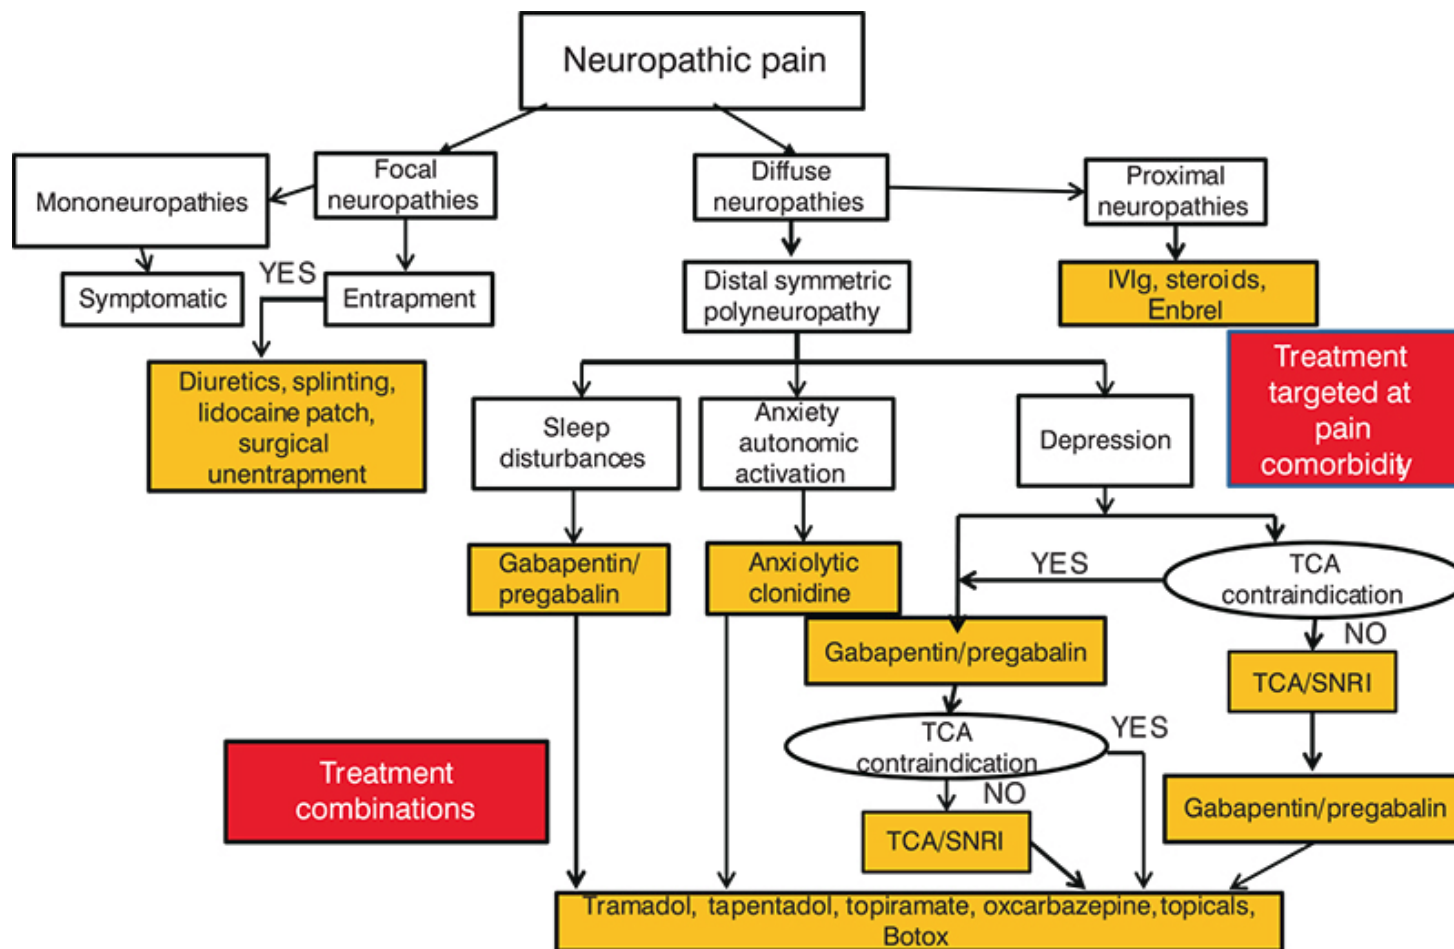 Neuropathic pain
Mononeuropathies
Focal
neuropathies
Diffuse
neuropathies
Proximal
neuropathies
Symptomatic
YES
Entrapment
Distal symmetric
polyneuropathy
IVIg, steroids,
Enbrel
Diuretics, splinting,
lidocaine patch,
surgical
unentrapment
Treatment
targeted at
pain
comorbidity
Sleep
disturbances
Anxiety
autonomic
activation
Depression
Gabapentin/
pregabalin
Anxiolytic
clonidine
YES
TCA
contraindication
NO
Gabapentin/pregabalin
TCA/SNRI
TCA
contraindication
YES
NO
Treatment
combinations
TCA/SNRI
Gabapentin/pregabalin
Tramadol, tapentadol, topiramate, oxcarbazepine, topicals,
Botox